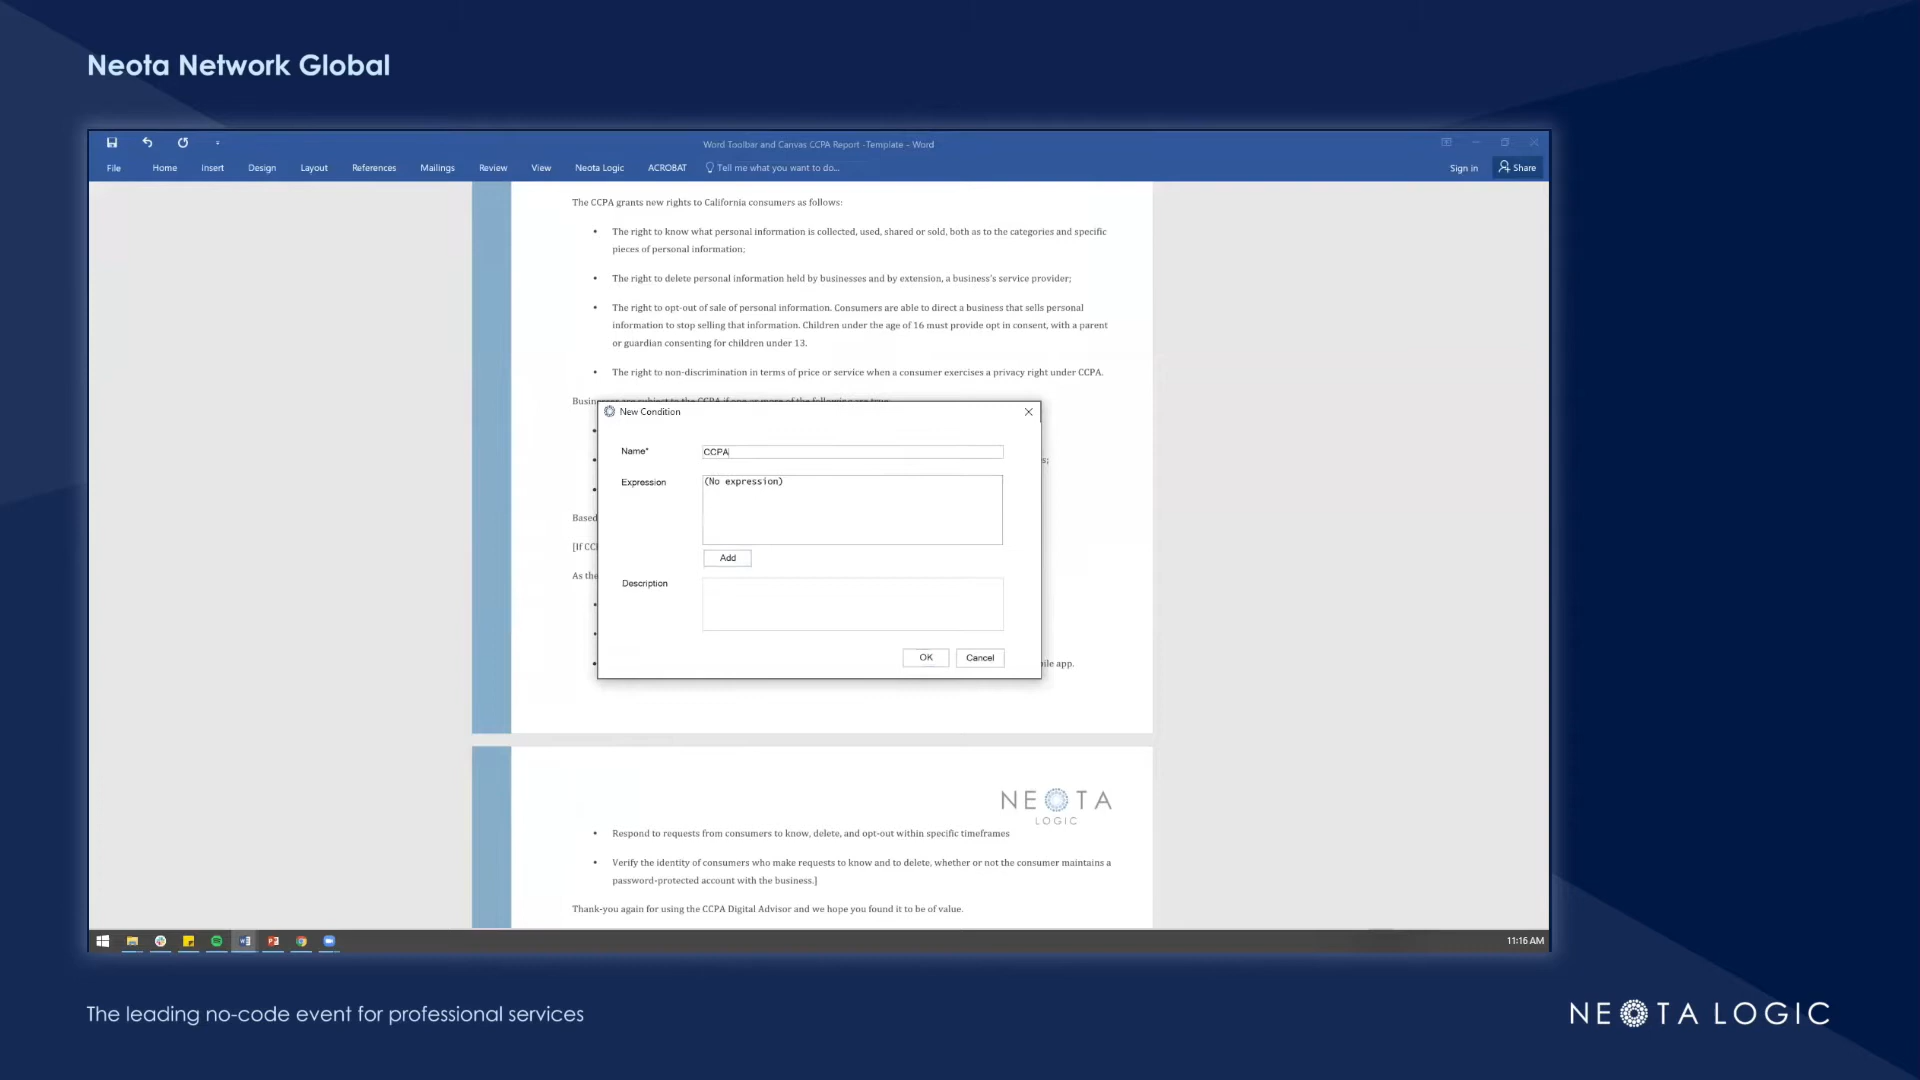 Neota Network Global
Word Toolbar and Canvas CCPA Report -Template - Word
File Home Insert Design Layout References Mailings Review View Neota Logic ACROBAT Tell me what you want to do... Sign in Share
The CCPA grants new rights to California consumers as follows:
• The right to know what personal information is collected, used, shared or sold, both as to the categories and specific
pieces of personal information;
• The right to delete personal information held by businesses and by extension, a business's service provider;
• The right to opt-out of sale of personal information. Consumers are able to direct a business that sells personal
information to stop selling that information. Children under the age of 16 must provide opt in consent, with a parent
or guardian consenting for children under 13.
• The right to non-discrimination in terms of price or service when a consumer exercises a privacy right under CCPA.
New Condition
Name* CCPA
Expression (No expression)
Based
Add
As the
Description
OK Cancel
app.
NEOTA
LOGIC
• Respond to requests from consumers to know, delete, and opt-out within specific timeframes
• Verify the identity of consumers who make requests to know and to delete, whether or not the consumer maintains a
password-protected account with the business.]
Thank-you again for using the CCPA Digital Advisor and we hope you found it to be of value.
11:16 AM
The leading no-code event for professional services
NEOTA LOGIC